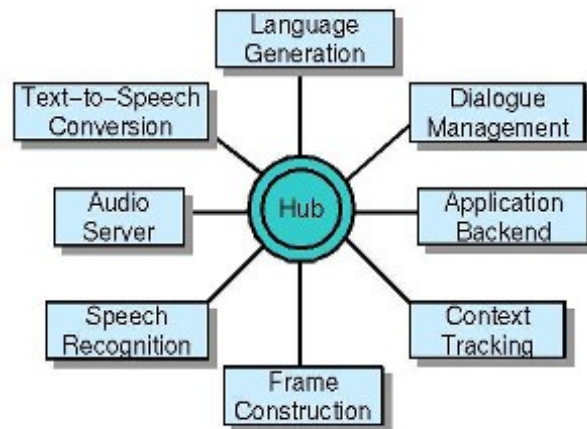 Language
Generation
Text-to-Speech
Conversion
Dialogue
Management
Audio
Server
Hub
Application
Backend
Speech
Recognition
Context
Tracking
Frame
Construction